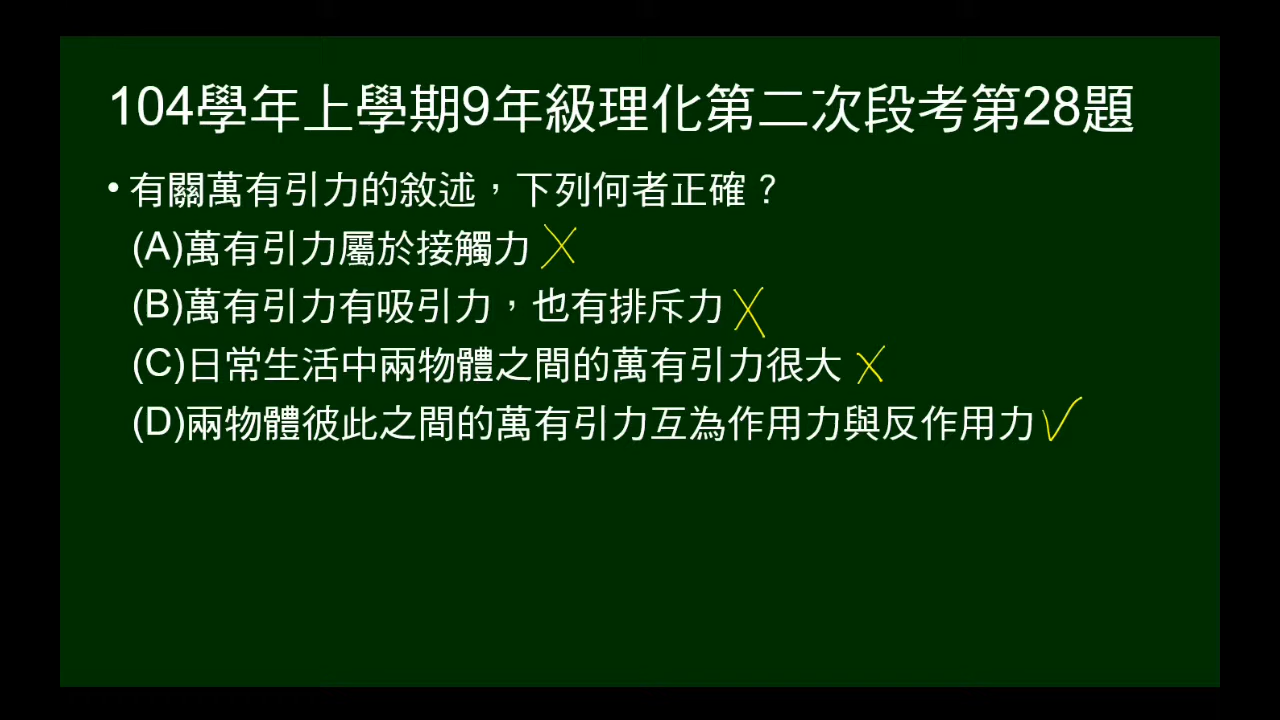 104學年上學期9年級理化第二次段考第28題
• 有關萬有引力的敘述，下列何者正確？
(A)萬有引力屬於接觸力
(B)萬有引力有吸引力，也有排斥力
(C)日常生活中兩物體之間的萬有引力很大
(D)兩物體彼此之間的萬有引力互為作用力與反作用力